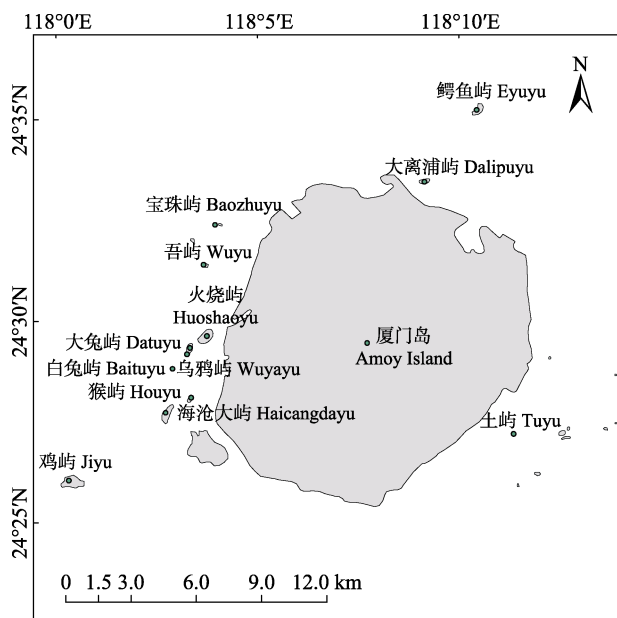 118°0′E 118°5′E 118°10′E
N
24°35′N
鳄鱼屿 Eyuyu
大离浦屿 Dalipuyu
宝珠屿 Baozhuyu
吾屿 Wuyu
火烧屿
Huoshaoyu
24°30′N
厦门岛
Amoy Island
大兔屿 Datuyu
白兔屿 Baituyu 乌鸦屿 Wuyayu
猴屿 Houyu
海沧大屿 Haicangdayu
土屿 Tuyu
鸡屿 Jiyu
24°25′N
0 1.5 3.0 6.0 9.0 12.0 km